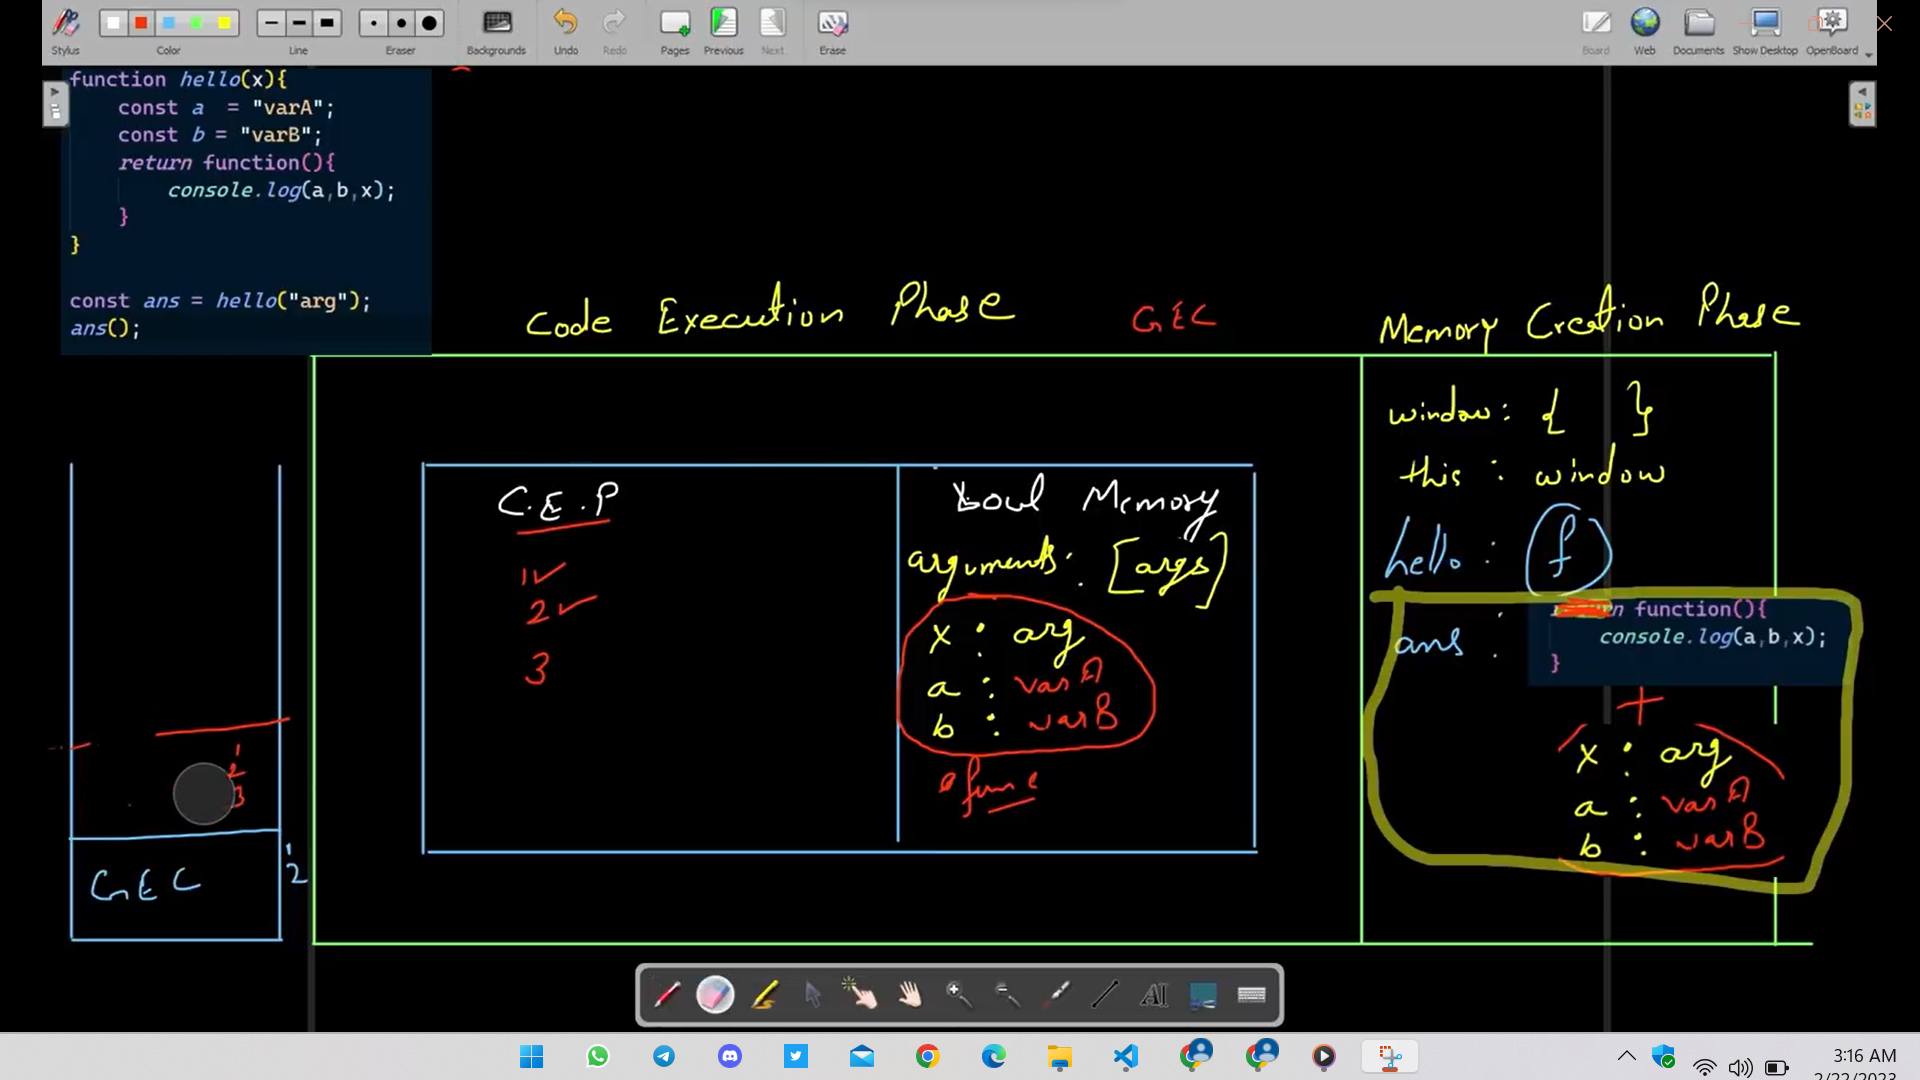 Stylus
Color
Line
Eraser
Backgrounds
Undo
Redo
Pages
Previous
Next
Erase
Board
Web
Documents
Show Desktop
OpenBoard
function hello(x){
const a = "varA";
const b = "varB";
return function(){
console.log(a,b,x);
}
}
const ans = hello("arg");
ans();
Code Execution Phase
GEC
Memory Creation Phase
window: { }
this : window
hello: f
ans :
function(){
console.log(a,b,x);
}
+
x : arg
a : varA
b : varB
C.E.P
1
2
3
Memory
arguments: [args]
x : arg
a : varA
b : varB
func
1
2
3
GEC
1
2
AI
3:16 AM
2/22/2023